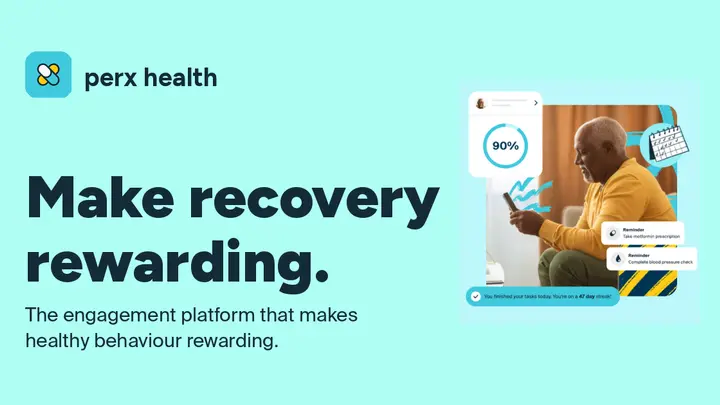 perx health
Make recovery
rewarding.
The engagement platform that makes
healthy behaviour rewarding.
90%
Reminder
Take metformin prescription
Reminder
Complete blood pressure check
You finished your tasks today. You're on a 47 day streak!